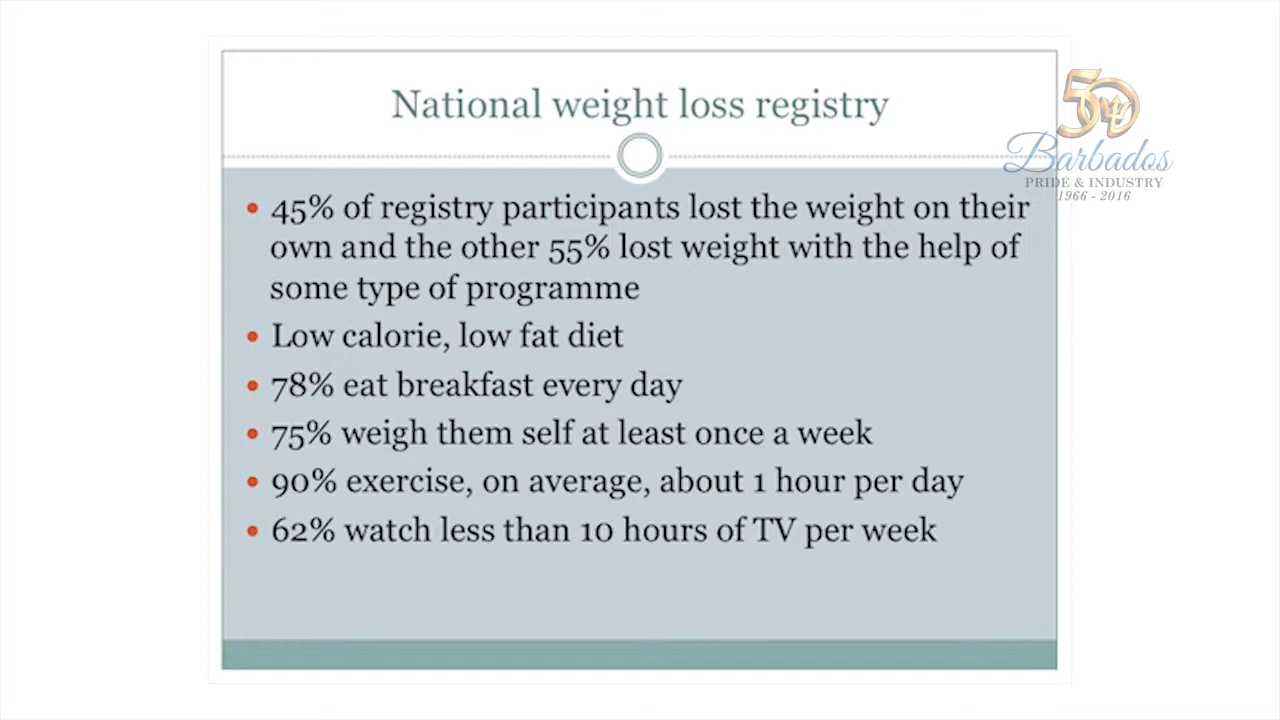 National weight loss registry
50
Barbados
PRIDE & INDUSTRY
1966 - 2016
• 45% of registry participants lost the weight on their
own and the other 55% lost weight with the help of
some type of programme
• Low calorie, low fat diet
• 78% eat breakfast every day
• 75% weigh them self at least once a week
• 90% exercise, on average, about 1 hour per day
• 62% watch less than 10 hours of TV per week